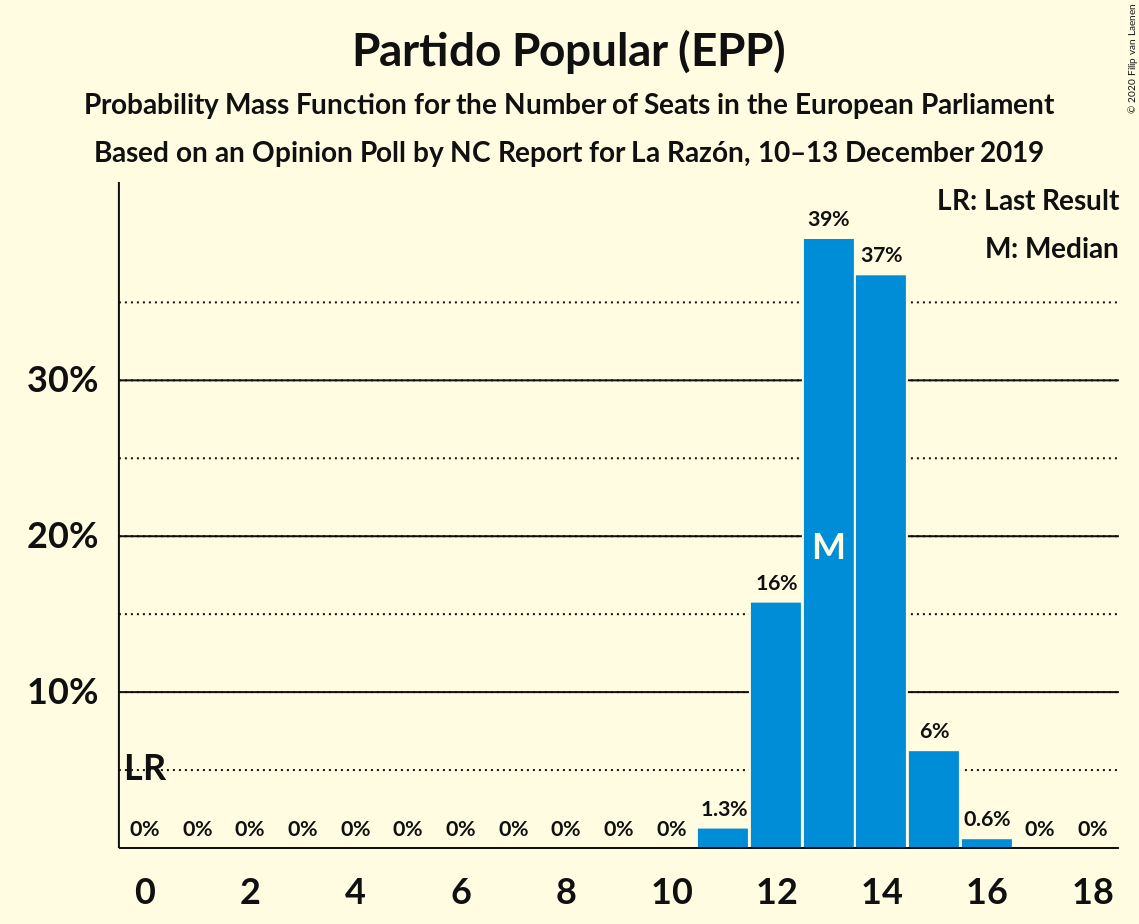 Partido Popular (EPP)
Probability Mass Function for the Number of Seats in the European Parliament
Based on an Opinion Poll by NC Report for La Razón, 10–13 December 2019
© 2020 Filip van Laenen
LR: Last Result
M: Median
39%
37%
30%
20%
M
16%
10%
6%
LR
1.3%
0.6%
0% 0% 0% 0% 0% 0% 0% 0% 0% 0% 0% 0% 0%
0 2 4 6 8 10 12 14 16 18